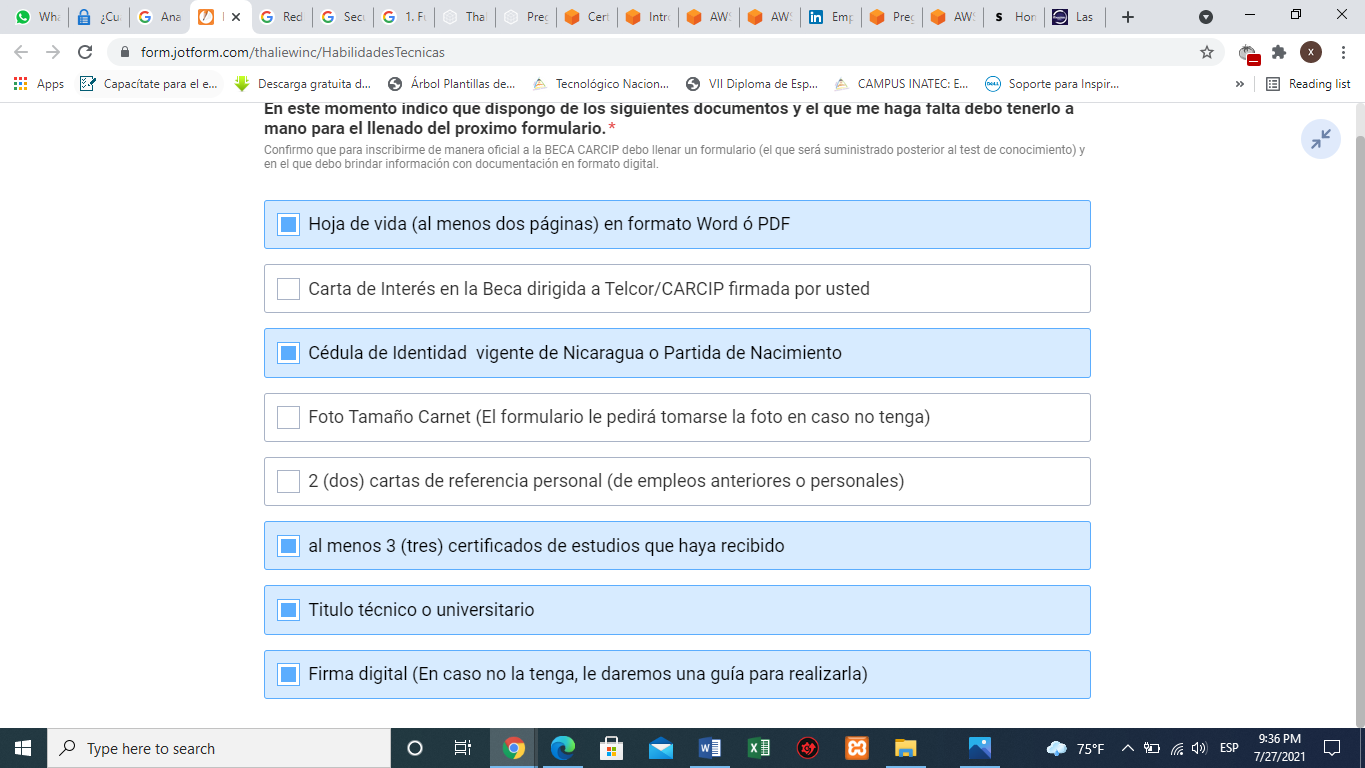 Wha
¿Cu
Ana
Red
Secu
1. Fu
Thal
Preg
Cert
Intro
AWS
AWS
Emp
Preg
AWS
Hon
Las
form.jotform.com/thaliewinc/HabilidadesTecnicas
x
Apps
Capacítate para el e...
Descarga gratuita d...
Árbol Plantillas de...
Tecnológico Nacion...
VII Diploma de Esp...
CAMPUS INATEC: E...
Soporte para Inspir...
»
Reading list
En este momento indico que dispongo de los siguientes documentos y el que me haga falta debo tenerlo a
mano para el llenado del proximo formulario.*
Confirmo que para inscribirme de manera oficial a la BECA CARCIP debo llenar un formulario (el que será suministrado posterior al test de conocimiento) y
en el que debo brindar información con documentación en formato digital.
Hoja de vida (al menos dos páginas) en formato Word ó PDF
Carta de Interés en la Beca dirigida a Telcor/CARCIP firmada por usted
Cédula de Identidad  vigente de Nicaragua o Partida de Nacimiento
Foto Tamaño Carnet (El formulario le pedirá tomarse la foto en caso no tenga)
2 (dos) cartas de referencia personal (de empleos anteriores o personales)
al menos 3 (tres) certificados de estudios que haya recibido
Titulo técnico o universitario
Firma digital (En caso no la tenga, le daremos una guía para realizarla)
Type here to search
75°F
ESP
9:36 PM
7/27/2021